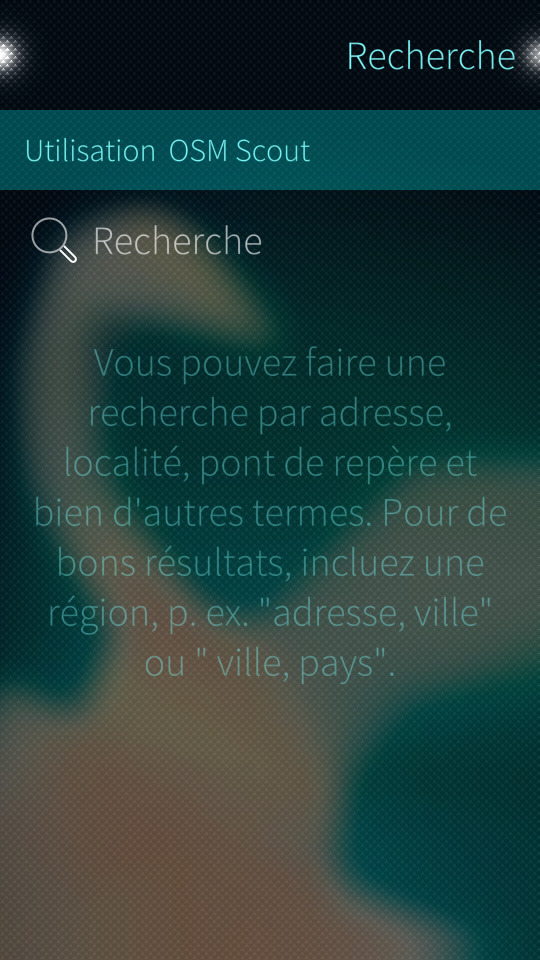 Recherche
Utilisation  OSM Scout
Recherche
Vous pouvez faire une
recherche par adresse,
localité, pont de repère et
bien d'autres termes. Pour de
bons résultats, incluez une
région, p. ex. "adresse, ville"
ou " ville, pays".